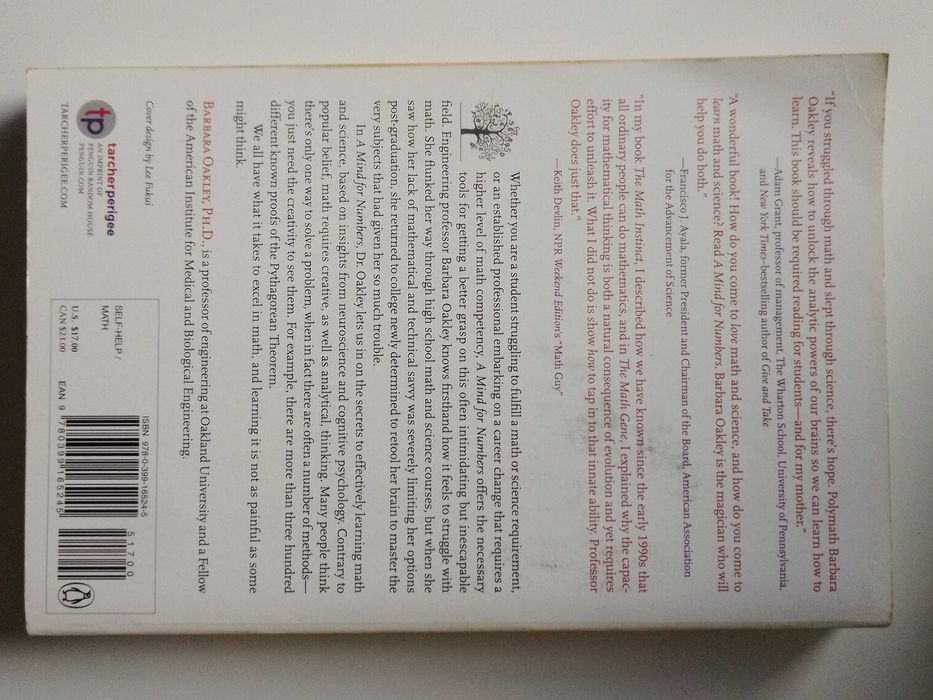 "If you struggled through math and slept through science, there's hope. Polymath Barbara
Oakley reveals how to unlock the analytic powers of our brains so we can learn how to
learn. This book should be required reading for students—and for my mother."
—Adam Grant, professor of management, The Wharton School, University of Pennsylvania,
and New York Times–bestselling author of Give and Take
"A wonderful book! How do you come to love math and science, and how do you come to
learn math and science? Read A Mind for Numbers. Barbara Oakley is the magician who will
help you do both."
—Francisco J. Ayala, former President and Chairman of the Board, American Association
for the Advancement of Science
"In my book The Math Instinct, I described how we have known since the early 1990s that
all ordinary people can do mathematics, and in The Math Gene, I explained why the capac-
ity for mathematical thinking is both a natural consequence of evolution and yet requires
effort to unleash it. What I did not do is show how to tap in to that innate ability. Professor
Oakley does just that."
—Keith Devlin, NPR Weekend Edition's "Math Guy"
Whether you are a student struggling to fulfill a math or science requirement,
or an established professional embarking on a career change that requires a
higher level of math competency, A Mind for Numbers offers the necessary
tools for getting a better grasp on this often intimidating but inescapable
field. Engineering professor Barbara Oakley knows firsthand how it feels to struggle with
math. She flunked her way through high school math and science courses, but when she
saw how her lack of mathematical and technical savvy was severely limiting her options
post-graduation, she returned to college newly determined to retool her brain to master the
very subjects that had given her so much trouble.
In A Mind for Numbers, Dr. Oakley lets us in on the secrets to effectively learning math
and science, based on insights from neuroscience and cognitive psychology. Contrary to
popular belief, math requires creative, as well as analytical, thinking. Many people think
there's only one way to solve a problem, when in fact there are often a number of methods—
you just need the creativity to see them. For example, there are more than three hundred
different known proofs of the Pythagorean Theorem.
We all have what it takes to excel in math, and learning it is not as painful as some
might think.
BARBARA OAKLEY, PH.D., is a professor of engineering at Oakland University and a Fellow
of the American Institute for Medical and Biological Engineering.
Cover design by Lee Fukui
tp
tarcherperigee
AN IMPRINT OF
PENGUIN RANDOM HOUSE
PENGUIN.COM
TARCHERPERIGEE.COM
SELF-HELP/
MATH
U.S. $17.00
CAN $23.00
EAN
ISBN 978-0-399-16524-5
9 780399 165245
51700